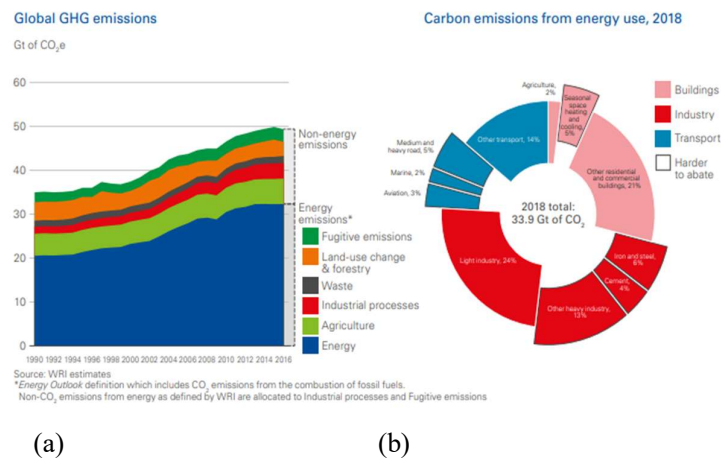 Global GHG emissions
Gt of CO₂e
60
50
40
30
20
10
0
Non-energy
emissions
Energy
emissions*
Fugitive emissions
Land-use change
& forestry
Waste
Industrial processes
Agriculture
Energy
1990 1992 1994 1996 1998 2000 2002 2004 2006 2008 2010 2012 2014 2016
Source: WRI estimates
*Energy Outlook definition which includes CO₂ emissions from the combustion of fossil fuels.
Non-CO₂ emissions from energy as defined by WRI are allocated to Industrial processes and Fugitive emissions
(a)
Carbon emissions from energy use, 2018
Agriculture,
2%
Seasonal
space
heating
and
cooling,
6%
Other residential
and commercial
buildings, 21%
Iron and steel,
6%
Cement,
4%
Other heavy industry,
13%
Light industry, 24%
Aviation, 3%
Marine, 2%
Medium and
heavy road, 5%
Other transport, 14%
2018 total:
33.9 Gt of CO₂
Buildings
Industry
Transport
Harder
to abate
(b)